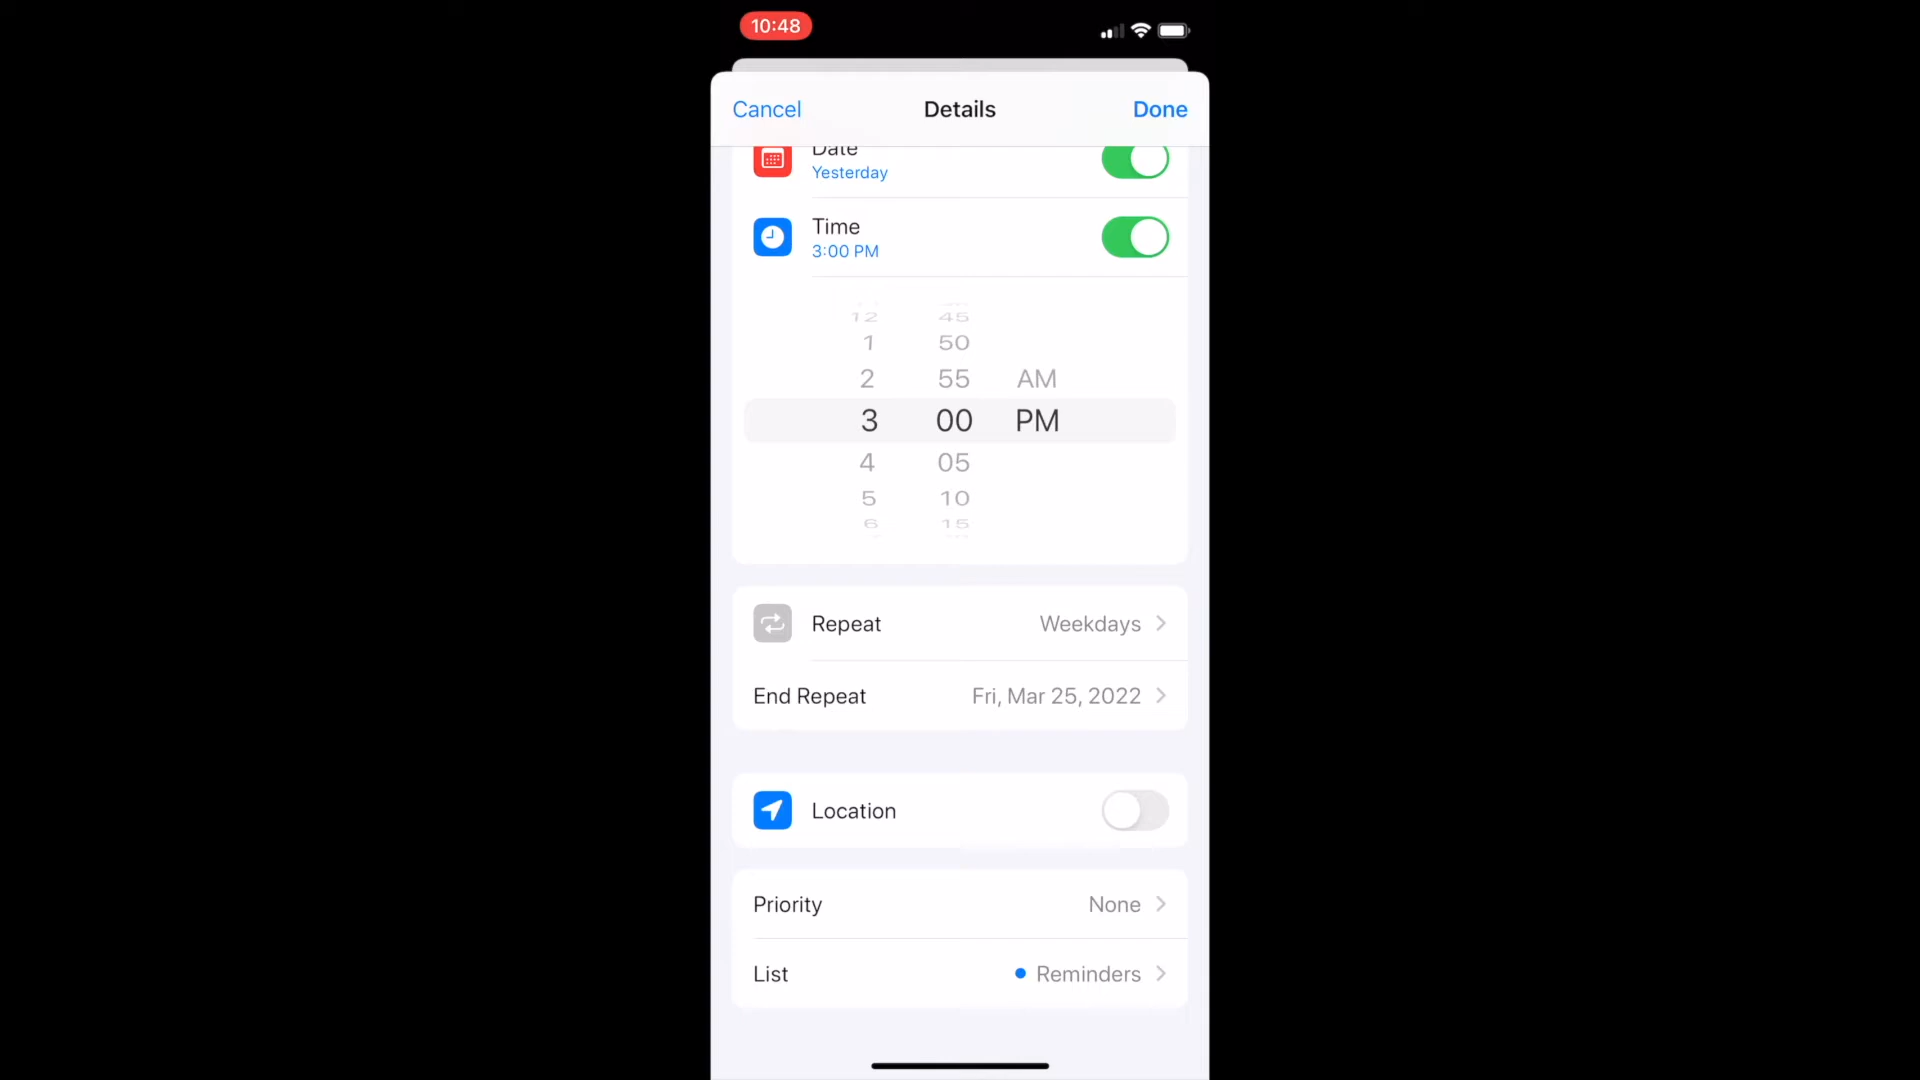 10:48
Cancel Details Done
Date
Yesterday
Time
3:00 PM
12 45
1 50
2 55 AM
3 00 PM
4 05
5 10
6 15
Repeat Weekdays
End Repeat Fri, Mar 25, 2022
Location
Priority None
List Reminders